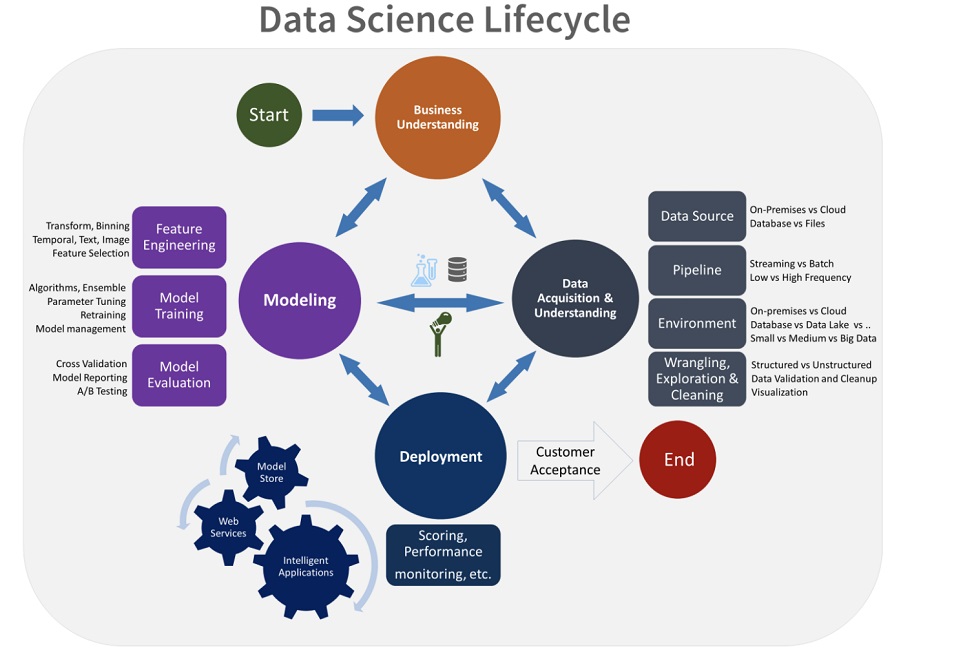 Data Science Lifecycle
Start
Business
Understanding
Transform, Binning
Temporal, Text, Image
Feature Selection
Feature
Engineering
Algorithms, Ensemble
Parameter Tuning
Retraining
Model management
Model
Training
Cross Validation
Model Reporting
A/B Testing
Model
Evaluation
Modeling
Data
Acquisition &
Understanding
Data Source
On-Premises vs Cloud
Database vs Files
Pipeline
Streaming vs Batch
Low vs High Frequency
Environment
On-premises vs Cloud
Database vs Data Lake vs ..
Small vs Medium vs Big Data
Wrangling,
Exploration &
Cleaning
Structured vs Unstructured
Data Validation and Cleanup
Visualization
Deployment
Customer
Acceptance
End
Scoring,
Performance
monitoring, etc.
Model
Store
Web
Services
Intelligent
Applications